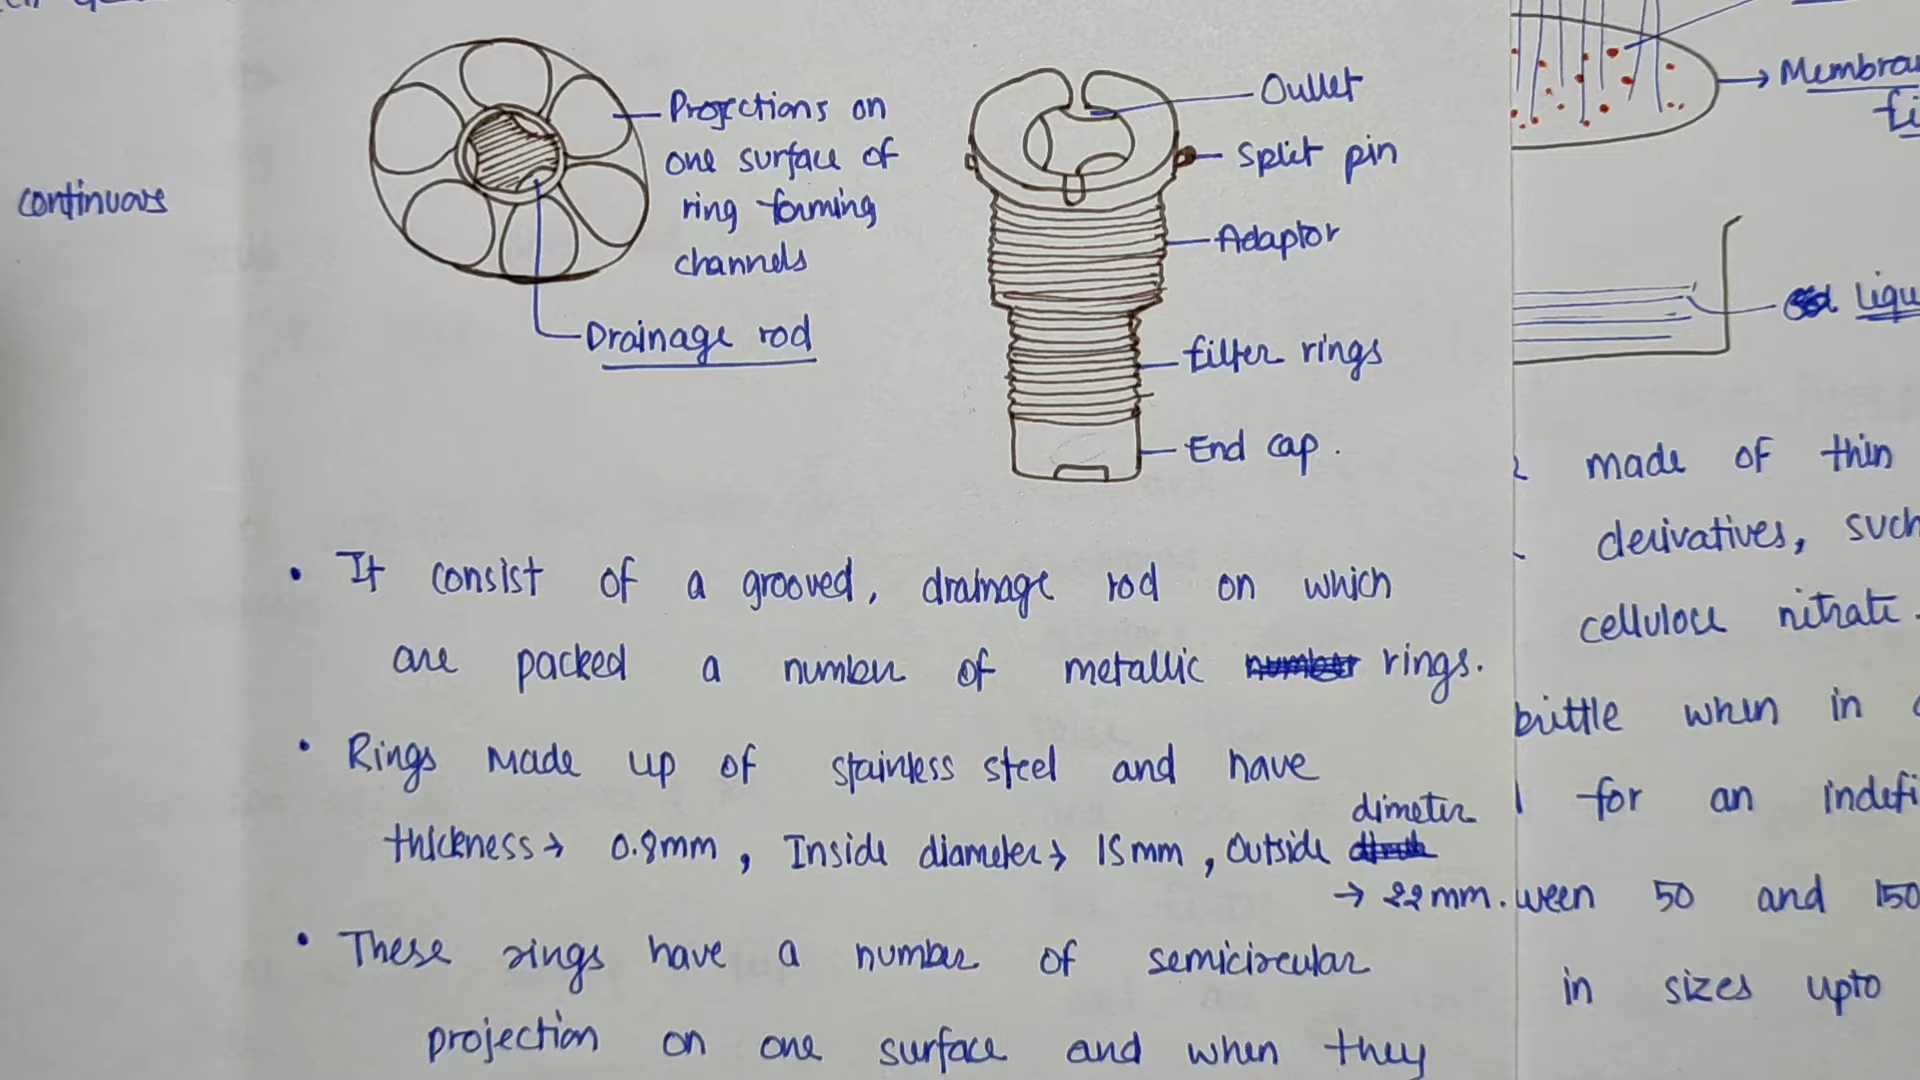 continuous
Projections on
one surface of
ring forming
channels
Drainage rod
Outlet
Split pin
Adaptor
filter rings
End cap.
• It consist of a grooved, drainage rod on which
are packed a number of metallic rings.
• Rings made up of stainless steel and have
dimeter
thickness → 0.8mm, Inside diameter → 15mm, Outside
→ 22mm.
• These rings have a number of semicircular
projection on one surface and when they
Membra
fi
liqu
made of thin
derivatives, such
cellulose nitrate.
brittle when in
for an indefi
ween 50 and 150
in sizes upto